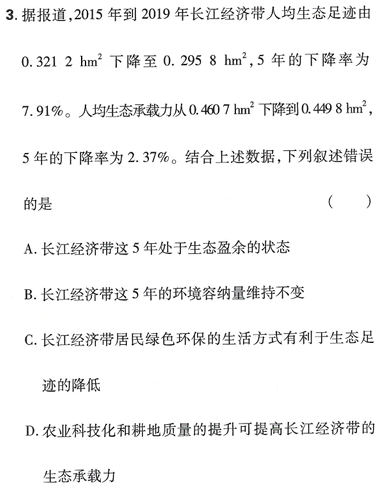 3. 据报道,2015 年到 2019 年长江经济带人均生态足迹由
0.321 2 hm² 下降至 0.295 8 hm²,5 年的下降率为
7.91%。人均生态承载力从 0.460 7 hm² 下降到 0.449 8 hm²,
5 年的下降率为 2.37%。结合上述数据,下列叙述错误
的是 ( )
A. 长江经济带这 5 年处于生态盈余的状态
B. 长江经济带这 5 年的环境容纳量维持不变
C. 长江经济带居民绿色环保的生活方式有利于生态足
迹的降低
D. 农业科技化和耕地质量的提升可提高长江经济带的
生态承载力